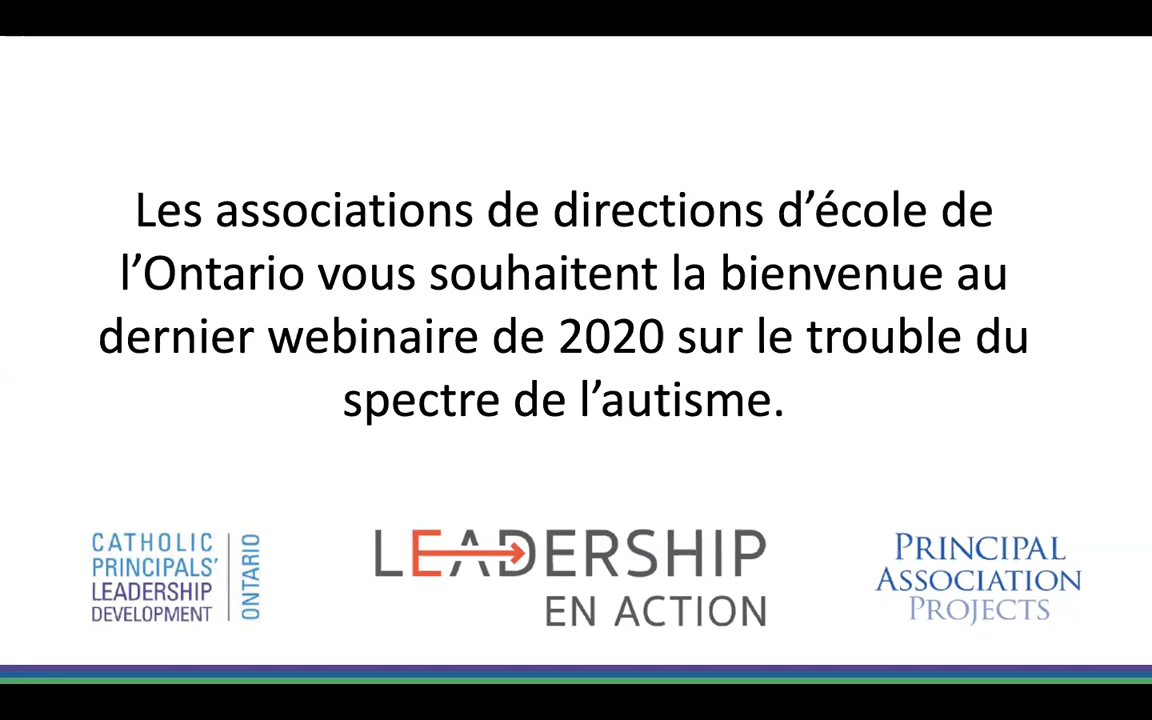 Les associations de directions d’école de
l’Ontario vous souhaitent la bienvenue au
dernier webinaire de 2020 sur le trouble du
spectre de l’autisme.
CATHOLIC
PRINCIPALS’
LEADERSHIP
DEVELOPMENT
ONTARIO
LEADERSHIP
EN ACTION
PRINCIPAL
ASSOCIATION
PROJECTS